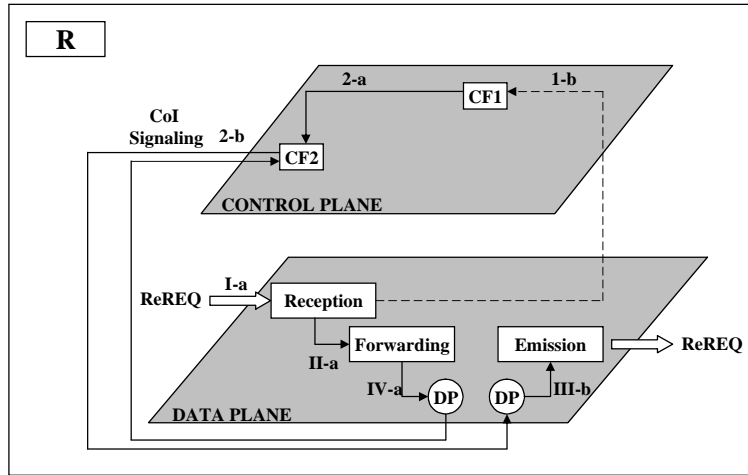 R
2-a
1-b
CF1
CoI
Signaling
2-b
CF2
CONTROL PLANE
I-a
ReREQ
Reception
Forwarding
Emission
ReREQ
II-a
IV-a
DP
DP
III-b
DATA PLANE